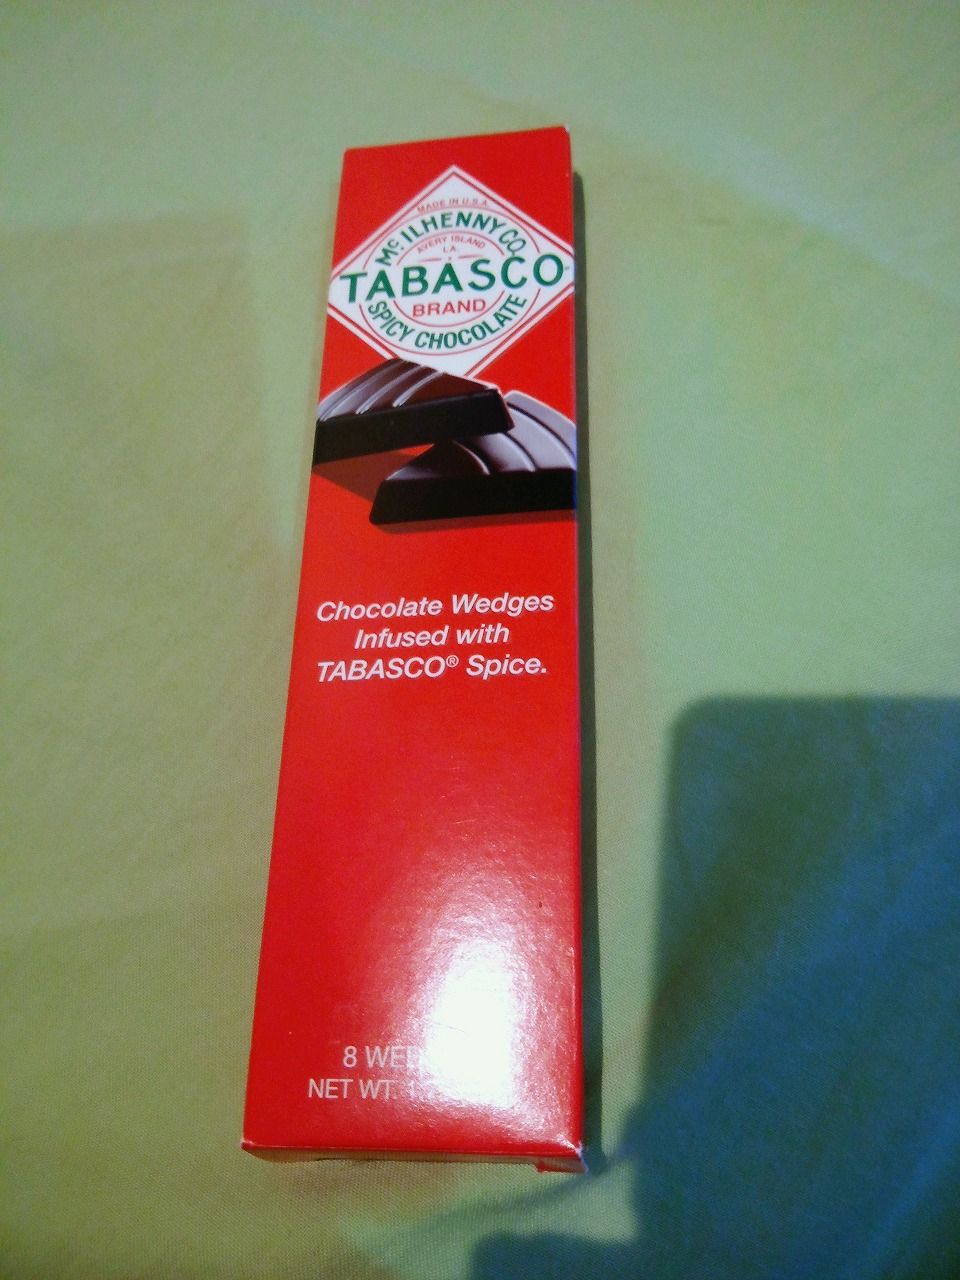 MADE IN U.S.A.
McILHENNY CO.
AVERY ISLAND
LA.
TABASCO®
BRAND
SPICY CHOCOLATE
Chocolate Wedges
Infused with
TABASCO® Spice.
8
NET WT.